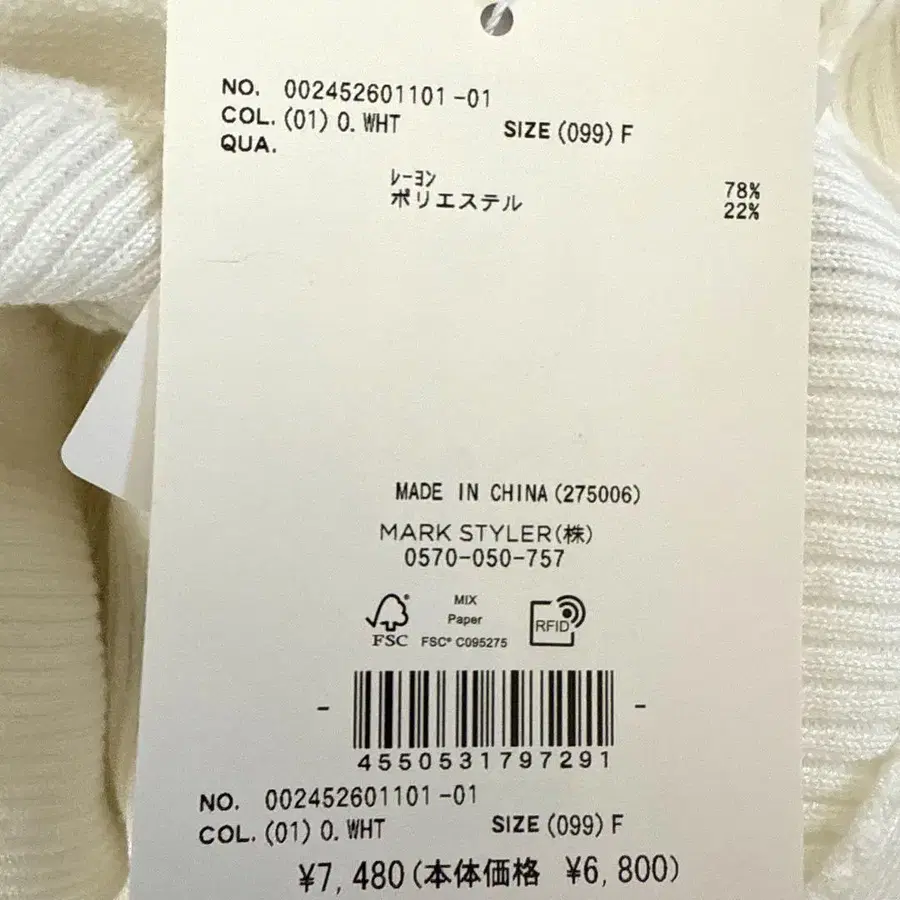 NO. 002452601101-01
COL. (01) O. WHT SIZE (099) F
QUA.
ﾚｰﾖﾝ 78%
ポリエステル 22%
MADE IN CHINA (275006)
MARK STYLER(株)
0570-050-757
FSC
MIX
Paper
FSC® C095275
RFID
4550531797291
NO. 002452601101-01
COL. (01) O. WHT SIZE (099) F
¥7,480(本体価格 ¥6,800)